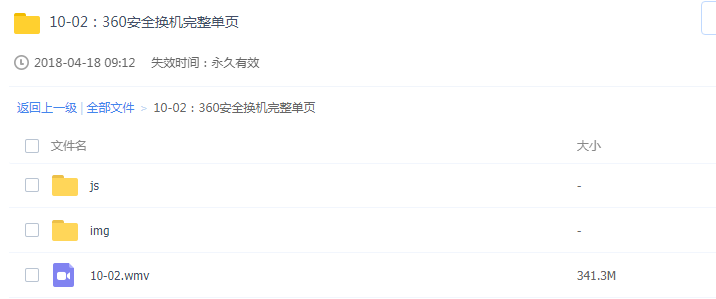 10-02：360安全换机完整单页
2018-04-18 09:12 失效时间：永久有效
返回上一级 | 全部文件 > 10-02：360安全换机完整单页
文件名 大小
js -
img -
10-02.wmv 341.3M